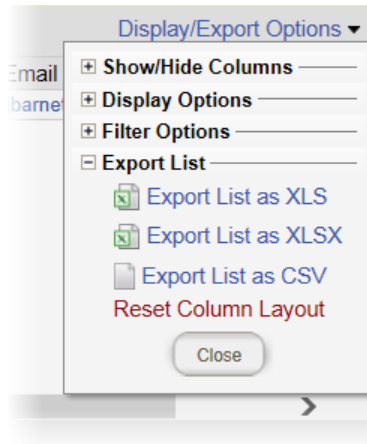 Display/Export Options
Email
Show/Hide Columns
barne
Display Options
Filter Options
Export List
Export List as XLS
Export List as XLSX
Export List as CSV
Reset Column Layout
Close